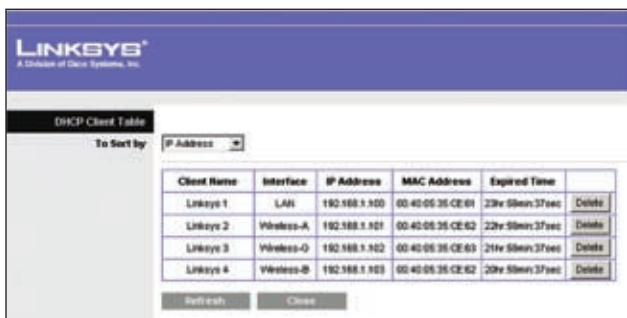 LINKSYS®
A Division of Cisco Systems, Inc.
DHCP Client Table
To Sort by IP Address
Client Name Interface IP Address MAC Address Expired Time
Linksys 1 LAN 192.168.1.100 00:40:05:35:CE:61 23hr:58min:37sec Delete
Linksys 2 Wireless-A 192.168.1.101 00:40:05:35:CE:62 22hr:58min:37sec Delete
Linksys 3 Wireless-G 192.168.1.102 00:40:05:35:CE:63 21hr:58min:37sec Delete
Linksys 4 Wireless-B 192.168.1.103 00:40:05:35:CE:62 20hr:58min:37sec Delete
Refresh Close